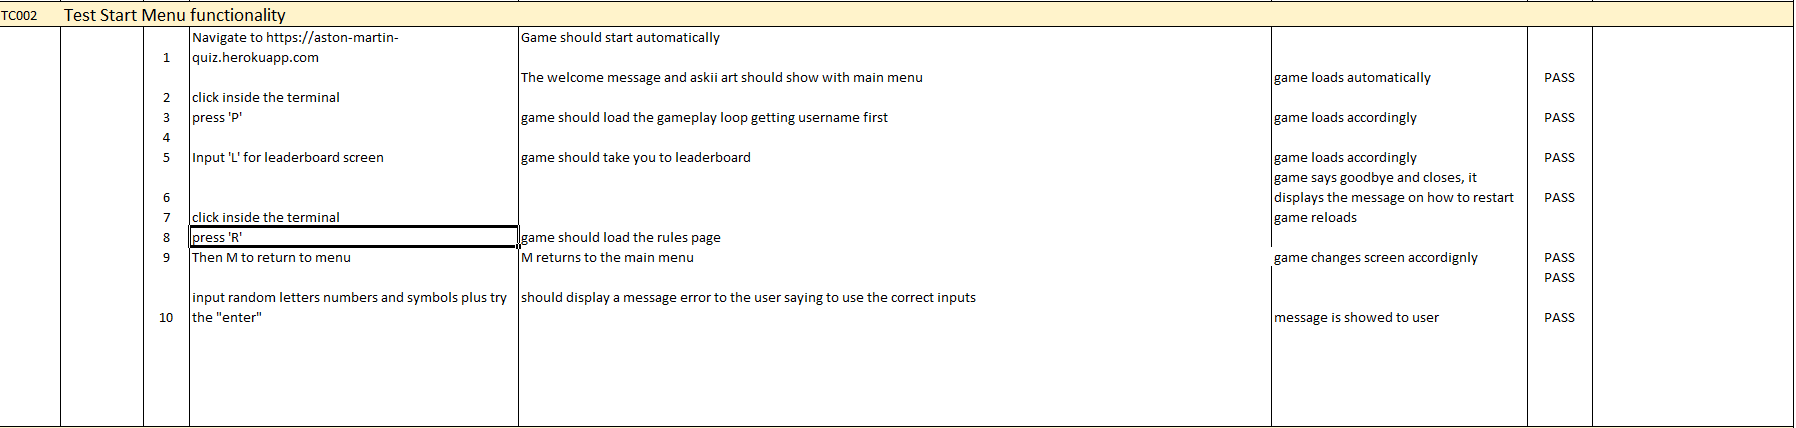 TC002 Test Start Menu functionality
Navigate to https://aston-martin- Game should start automatically
1 quiz.herokuapp.com
The welcome message and askii art should show with main menu game loads automatically PASS
2 click inside the terminal
3 press 'P' game should load the gameplay loop getting username first game loads accordingly PASS
4
5 Input 'L' for leaderboard screen game should take you to leaderboard game loads accordingly PASS
game says goodbye and closes, it
6 displays the message on how to restart PASS
7 click inside the terminal game reloads
8 press 'R' game should load the rules page
9 Then M to return to menu M returns to the main menu game changes screen accordignly PASS
PASS
input random letters numbers and symbols plus try should display a message error to the user saying to use the correct inputs
10 the "enter" message is showed to user PASS